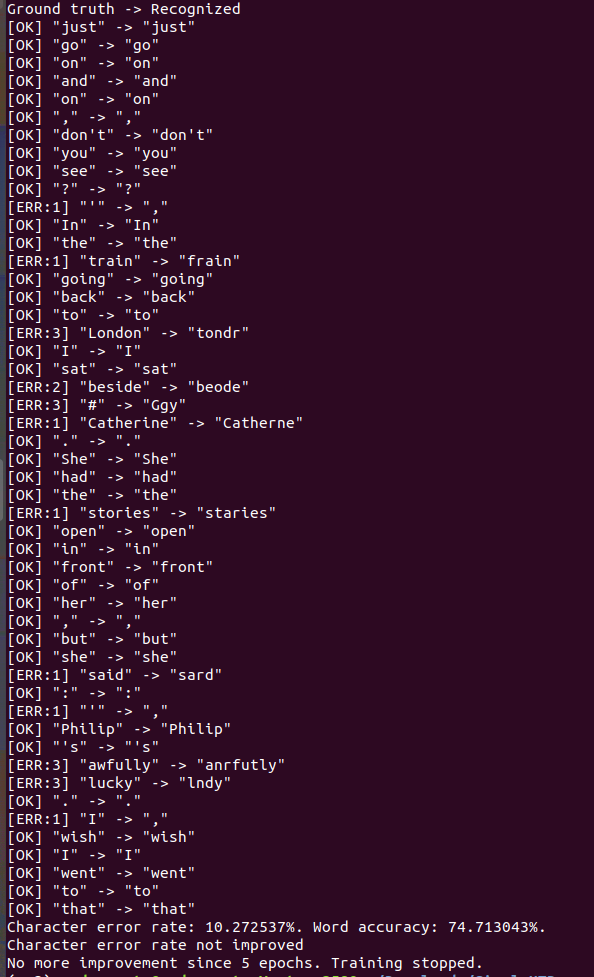 Ground truth -> Recognized
[OK] "just" -> "just"
[OK] "go" -> "go"
[OK] "on" -> "on"
[OK] "and" -> "and"
[OK] "on" -> "on"
[OK] "," -> ","
[OK] "don't" -> "don't"
[OK] "you" -> "you"
[OK] "see" -> "see"
[OK] "?" -> "?"
[ERR:1] "'" -> ","
[OK] "In" -> "In"
[OK] "the" -> "the"
[ERR:1] "train" -> "frain"
[OK] "going" -> "going"
[OK] "back" -> "back"
[OK] "to" -> "to"
[ERR:3] "London" -> "tondr"
[OK] "I" -> "I"
[OK] "sat" -> "sat"
[ERR:2] "beside" -> "beode"
[ERR:3] "#" -> "Ggy"
[ERR:1] "Catherine" -> "Catherne"
[OK] "." -> "."
[OK] "She" -> "She"
[OK] "had" -> "had"
[OK] "the" -> "the"
[ERR:1] "stories" -> "staries"
[OK] "open" -> "open"
[OK] "in" -> "in"
[OK] "front" -> "front"
[OK] "of" -> "of"
[OK] "her" -> "her"
[OK] "," -> ","
[OK] "but" -> "but"
[OK] "she" -> "she"
[ERR:1] "said" -> "sard"
[OK] ":" -> ":"
[ERR:1] "'" -> ","
[OK] "Philip" -> "Philip"
[OK] "'s" -> "'s"
[ERR:3] "awfully" -> "anrfutly"
[ERR:3] "lucky" -> "lndy"
[OK] "." -> "."
[ERR:1] "I" -> ","
[OK] "wish" -> "wish"
[OK] "I" -> "I"
[OK] "went" -> "went"
[OK] "to" -> "to"
[OK] "that" -> "that"
Character error rate: 10.272537%. Word accuracy: 74.713043%.
Character error rate not improved
No more improvement since 5 epochs. Training stopped.